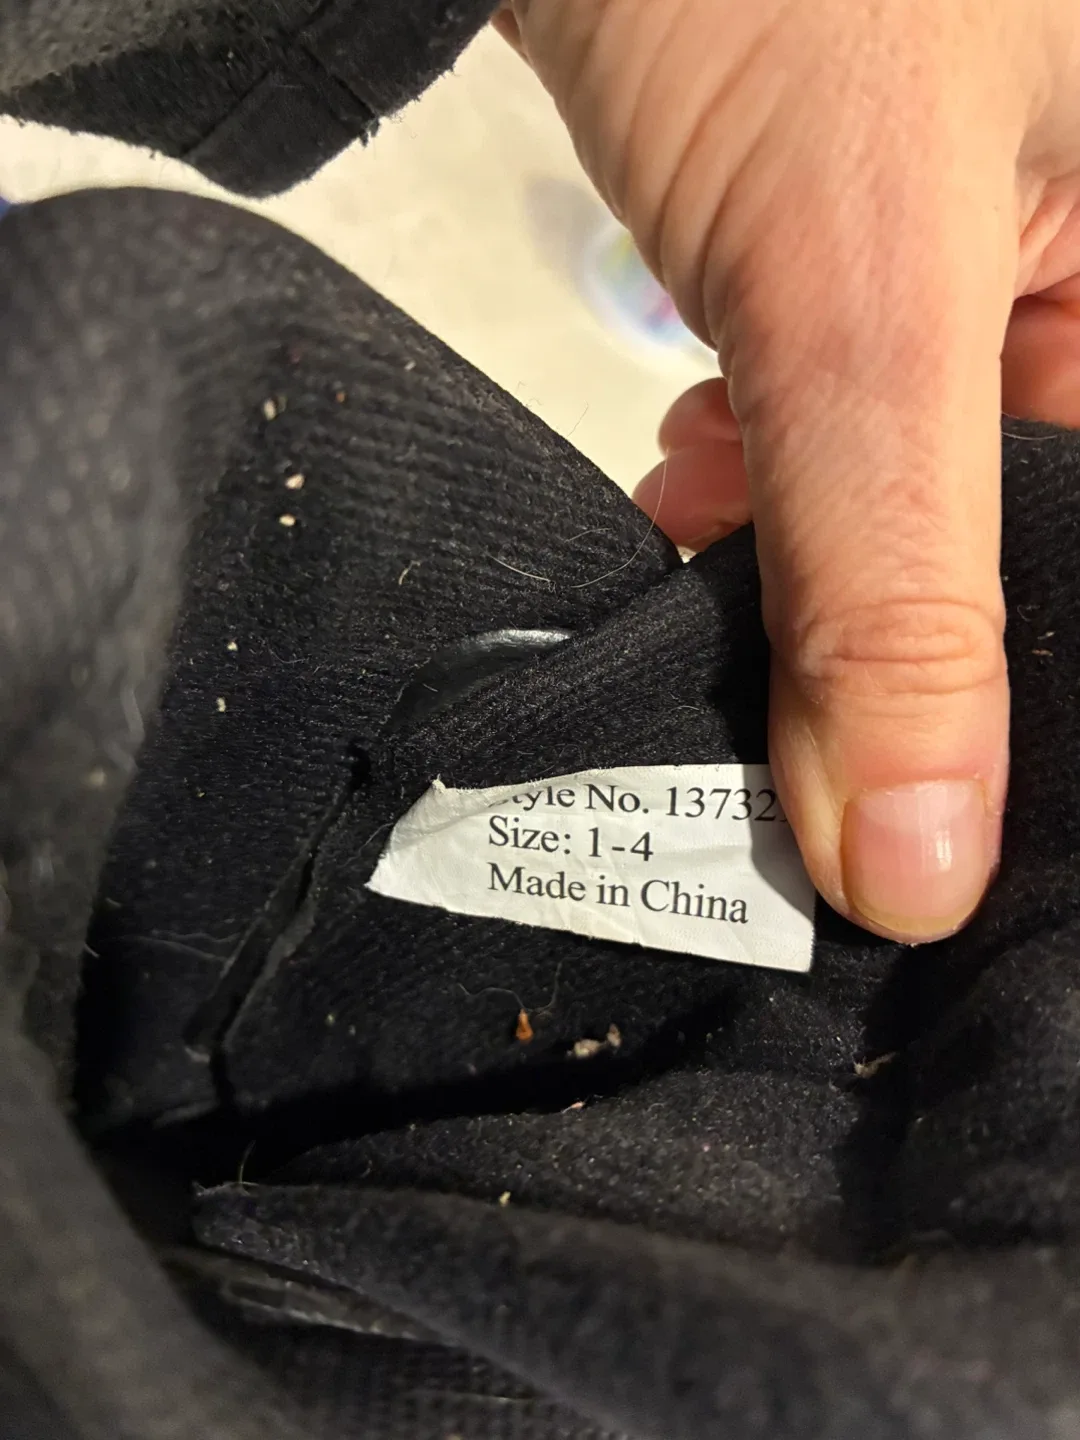 Style No. 13732
Size: 1-4
Made in China